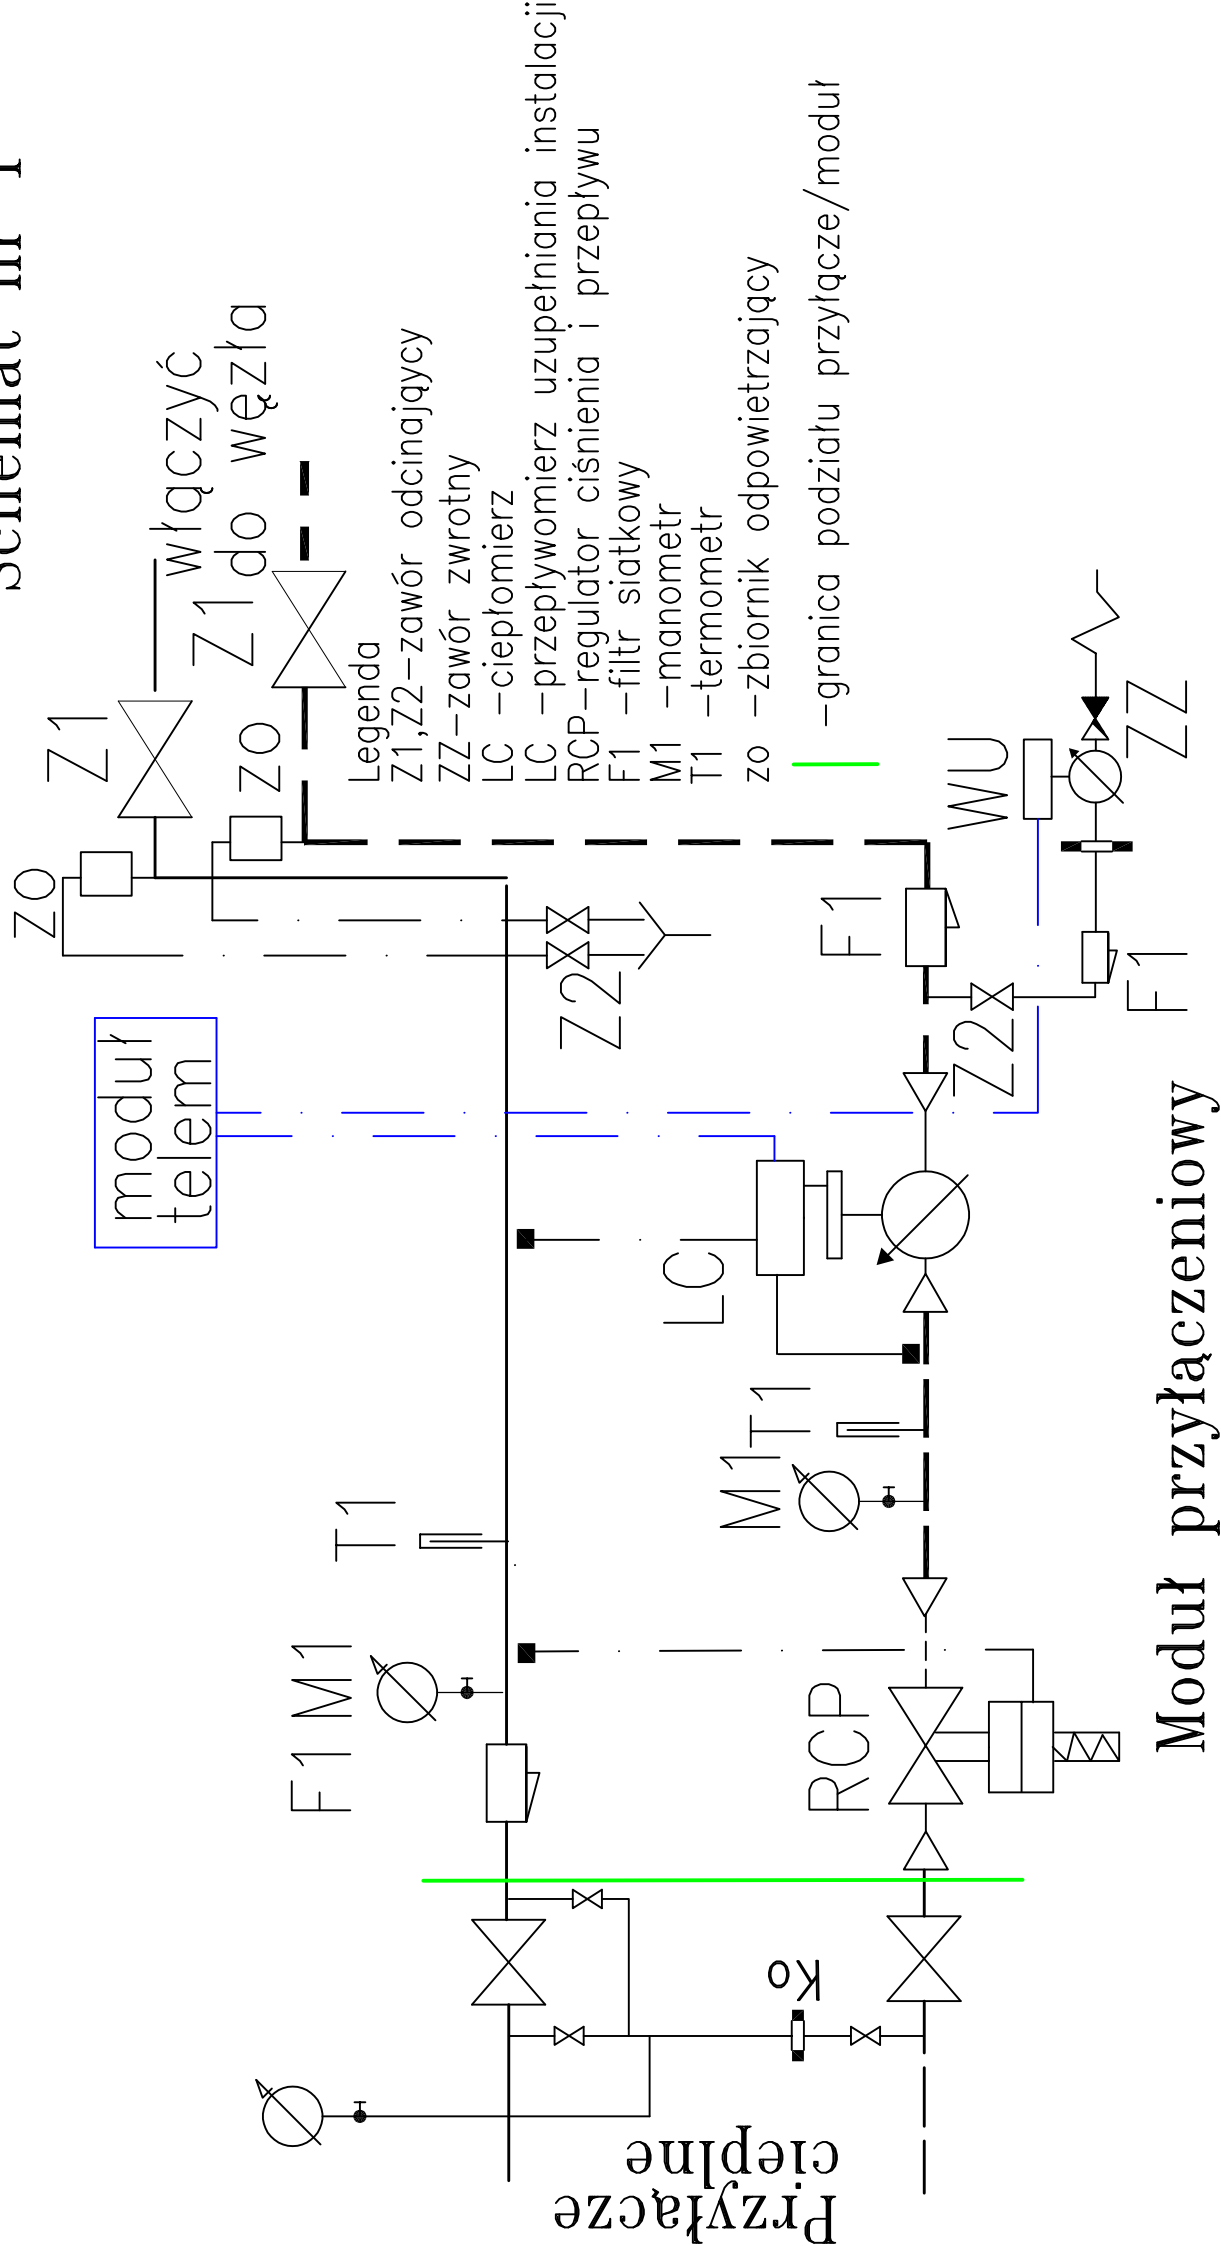 Schemat nr 1
włączyć
do węzła
Z1
Z1
zo
zo
Legenda
Z1,Z2-zawór odcinajaycy
ZZ-zawór zwrotny
LC -ciepłomierz
LC -przepływomierz uzupełniania instalacji
RCP-regulator ciśnienia i przepływu
F1 -filtr siatkowy
M1 -manometr
T1 -termometr
zo -zbiornik odpowietrzający
-granica podziału przyłącze/moduł
moduł
telem
Z2
F1
WU
ZZ
Z2
F1
LC
T1
M1
T1
F1 M1
RCP
Ko
Przyłącze
cieplne
Moduł przyłączeniowy